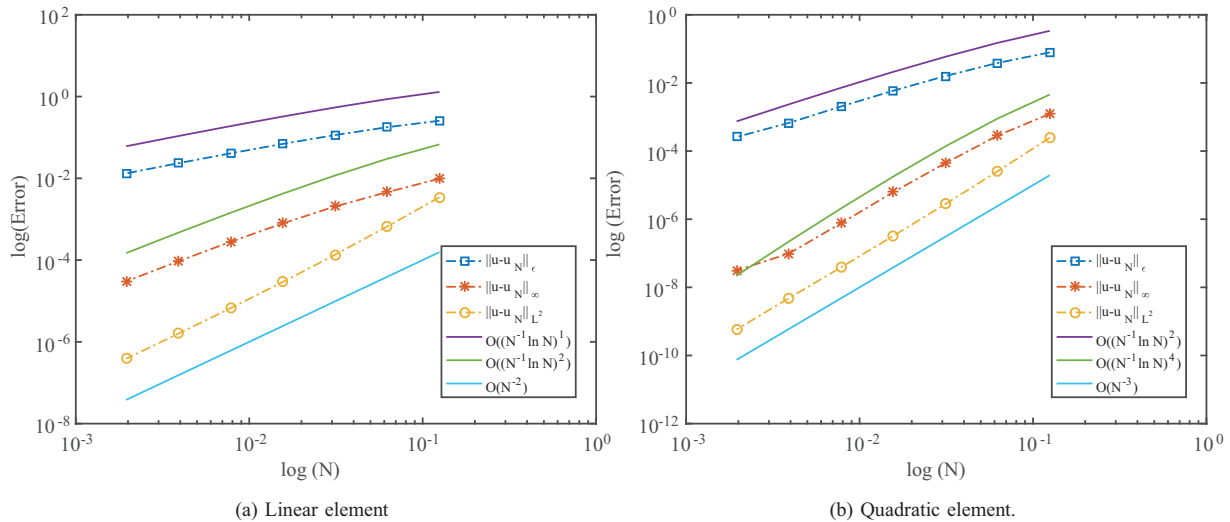 10^2
10^0
10^-2
10^-4
10^-6
10^-8
log(Error)
||u-u_N||_ϵ
||u-u_N||_∞
||u-u_N||_L^2
O((N^-1 ln N)^1)
O((N^-1 ln N)^2)
O(N^-2)
10^-3
10^-2
10^-1
10^0
log (N)
(a) Linear element
10^0
10^-2
10^-4
10^-6
10^-8
10^-10
10^-12
log (Error)
||u-u_N||_ϵ
||u-u_N||_∞
||u-u_N||_L^2
O((N^-1 ln N)^2)
O((N^-1 ln N)^4)
O(N^-3)
10^-3
10^-2
10^-1
10^0
log (N)
(b) Quadratic element.